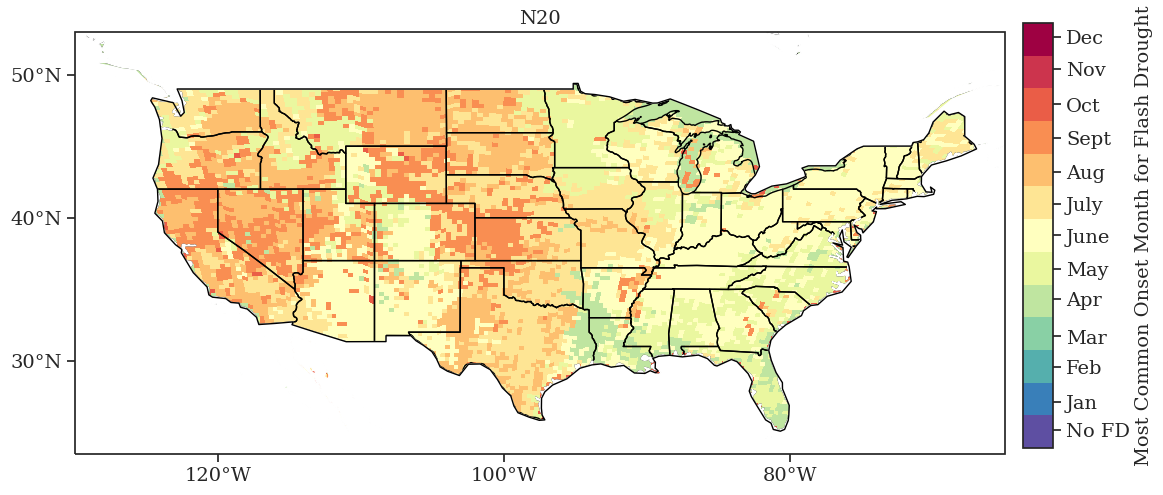 N20
50°N
40°N
30°N
120°W
100°W
80°W
Dec
Nov
Oct
Sept
Aug
July
June
May
Apr
Mar
Feb
Jan
No FD
Most Common Onset Month for Flash Drought